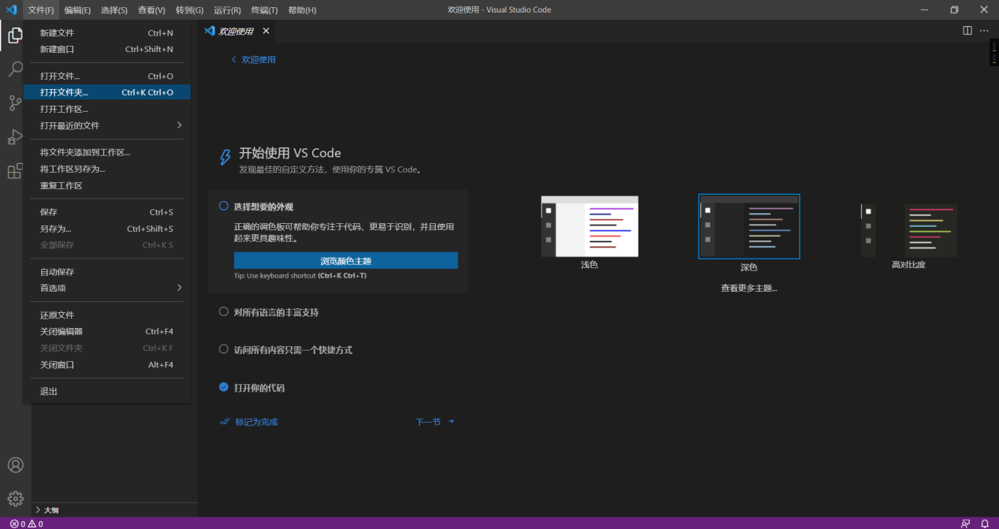 文件(F) 编辑(E) 选择(S) 查看(V) 转到(G) 运行(R) 终端(T) 帮助(H) 欢迎使用 - Visual Studio Code
新建文件 Ctrl+N
新建窗口 Ctrl+Shift+N
打开文件... Ctrl+O
打开文件夹... Ctrl+K Ctrl+O
打开工作区...
打开最近的文件
将文件夹添加到工作区...
将工作区另存为...
重复工作区
保存 Ctrl+S
另存为... Ctrl+Shift+S
全部保存 Ctrl+K S
自动保存
首选项
还原文件
关闭编辑器 Ctrl+F4
关闭文件夹 Ctrl+K F
关闭窗口 Alt+F4
退出
大纲
欢迎使用
欢迎使用
开始使用 VS Code
发现最佳的自定义方法，使用你的专属 VS Code。
选择想要的外观
正确的调色板可帮助你专注于代码、更易于识别，并且使用
起来更具趣味性。
浏览颜色主题
Tip: Use keyboard shortcut (Ctrl+K Ctrl+T)
对所有语言的丰富支持
访问所有内容只需一个快捷方式
打开你的代码
标记为完成 下一节
浅色
深色
高对比度
查看更多主题...
0 0